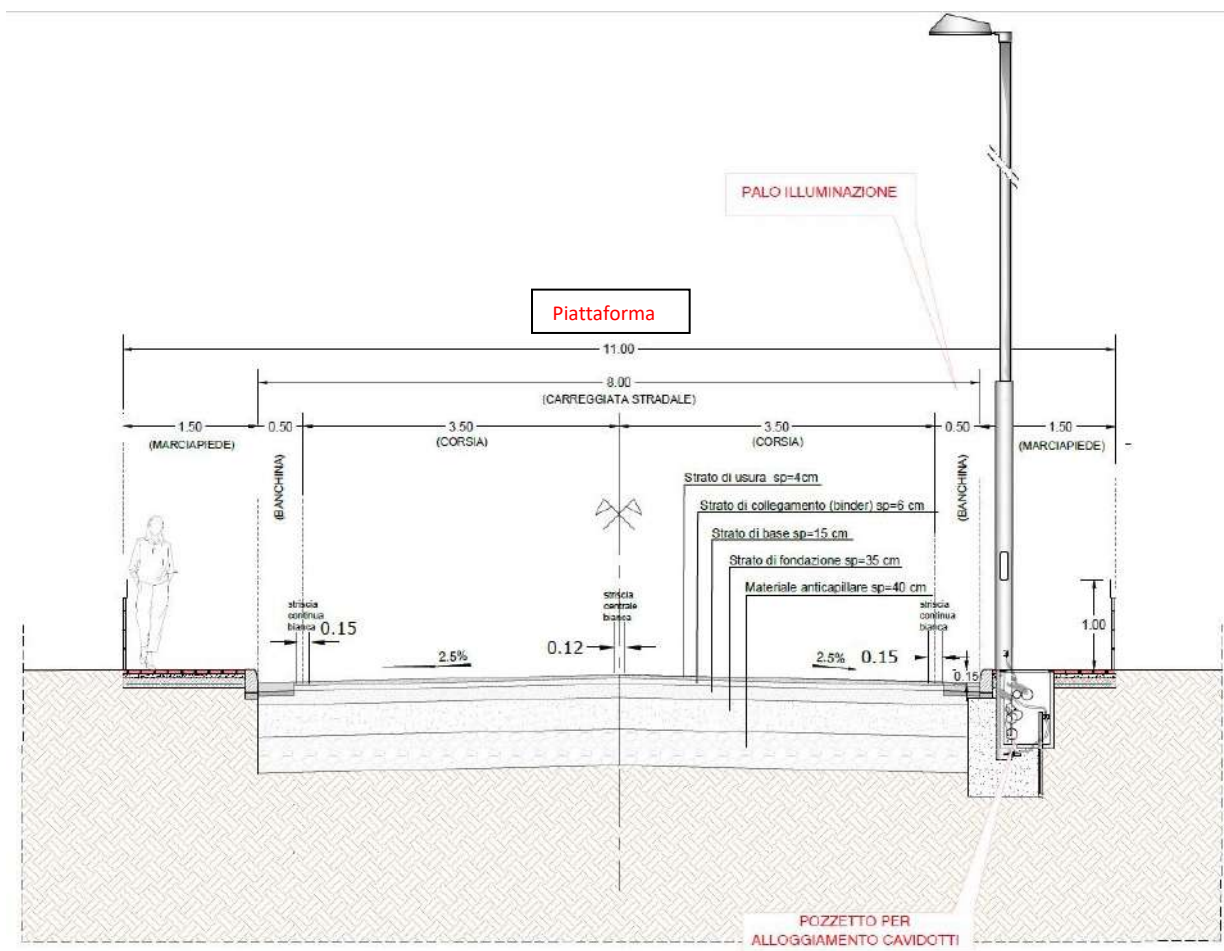 PALO ILLUMINAZIONE
Piattaforma
11.00
8.00
(CARREGGIATA STRADALE)
1.50
(MARCIAPIEDE)
0.50
(BANCHINA)
3.50
(CORSIA)
3.50
(CORSIA)
0.50
(BANCHINA)
1.50
(MARCIAPIEDE)
Strato di usura sp=4cm
Strato di collegamento (binder) sp=6 cm
Strato di base sp=15 cm
Strato di fondazione sp=35 cm
Materiale anticapillare sp=40 cm
striscia
continua
bianca
0.15
striscia
centrale
bianca
0.12
striscia
continua
bianca
0.15
1.00
2.5%
2.5%
0.15
POZZETTO PER
ALLOGGIAMENTO CAVIDOTTI